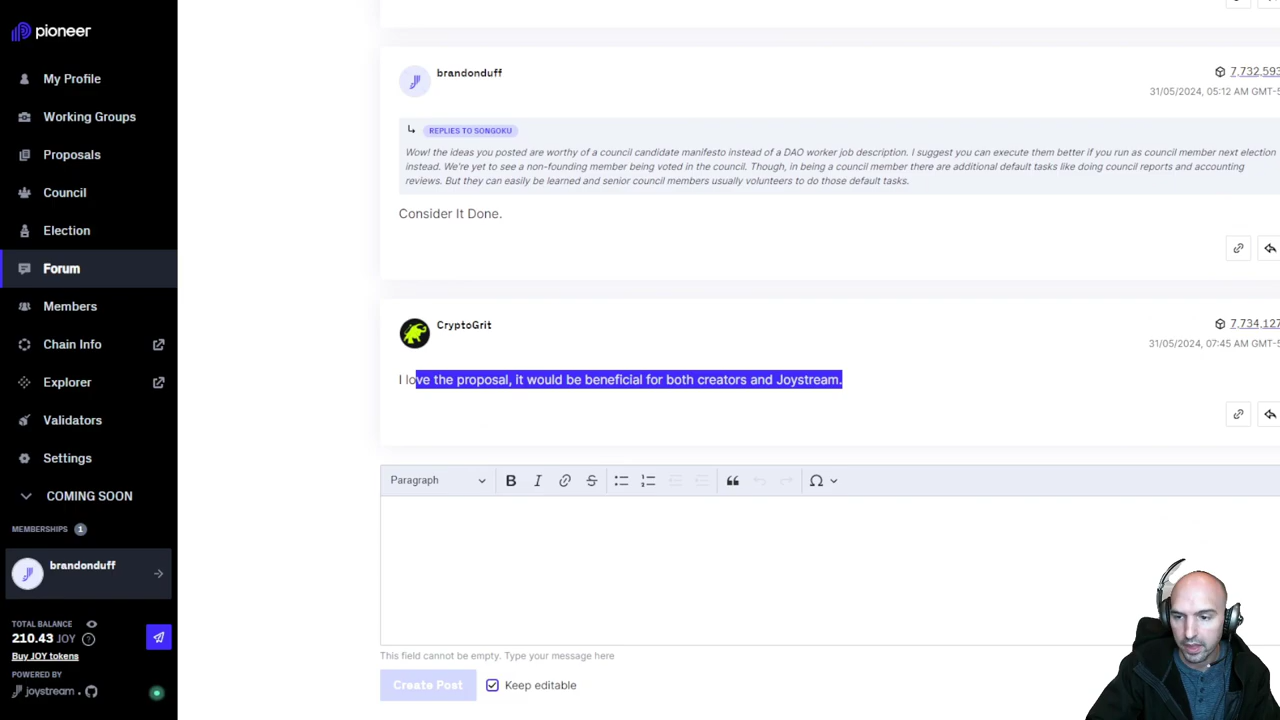 pioneer
My Profile
Working Groups
Proposals
Council
Election
Forum
Members
Chain Info
Explorer
Validators
Settings
COMING SOON
MEMBERSHIPS 1
brandonduff
TOTAL BALANCE
210.43 JOY ?
Buy JOY tokens
POWERED BY
joystream
brandonduff
7,732,593
31/05/2024, 05:12 AM GMT-5
REPLIES TO SONGOKU
Wow! the ideas you posted are worthy of a council candidate manifesto instead of a DAO worker job description. I suggest you can execute them better if you run as council member next election
instead. We're yet to see a non-founding member being voted in the council. Though, in being a council member there are additional default tasks like doing council reports and accounting
reviews. But they can easily be learned and senior council members usually volunteers to do those default tasks.
Consider It Done.
CryptoGrit
7,734,127
31/05/2024, 07:45 AM GMT-5
I love the proposal, it would be beneficial for both creators and Joystream.
Paragraph B I S Ω
This field cannot be empty. Type your message here
Create Post Keep editable